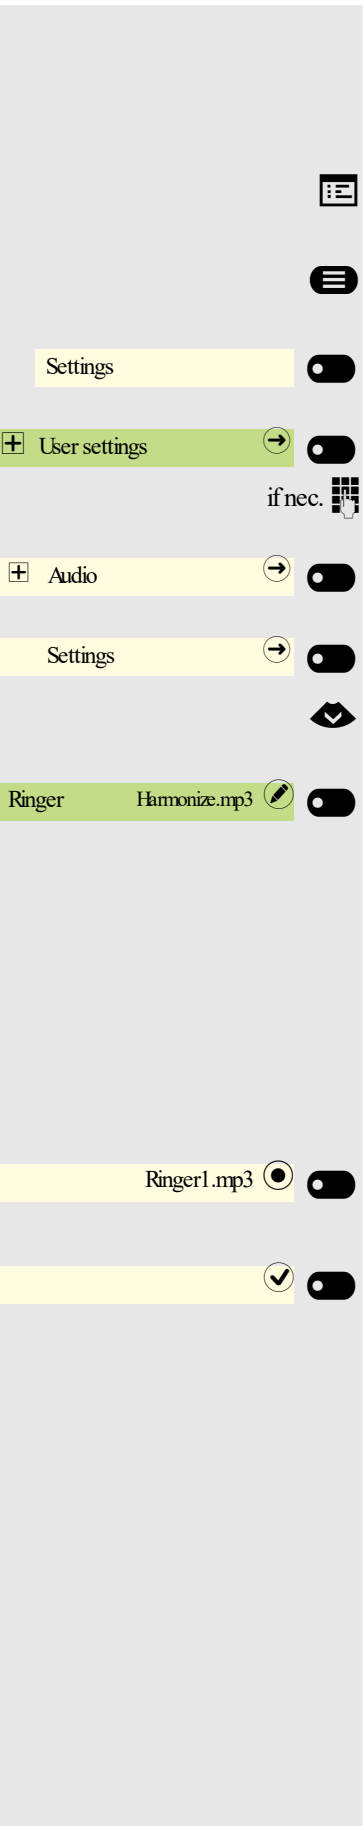 Settings
User settings
if nec.
Audio
Settings
Ringer Harmonize.mp3
Ringer1.mp3